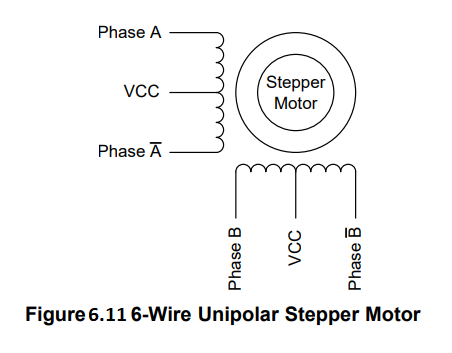 Phase A
VCC
Phase A̅
Stepper
Motor
Phase B
VCC
Phase B̅
Figure 6.11 6-Wire Unipolar Stepper Motor